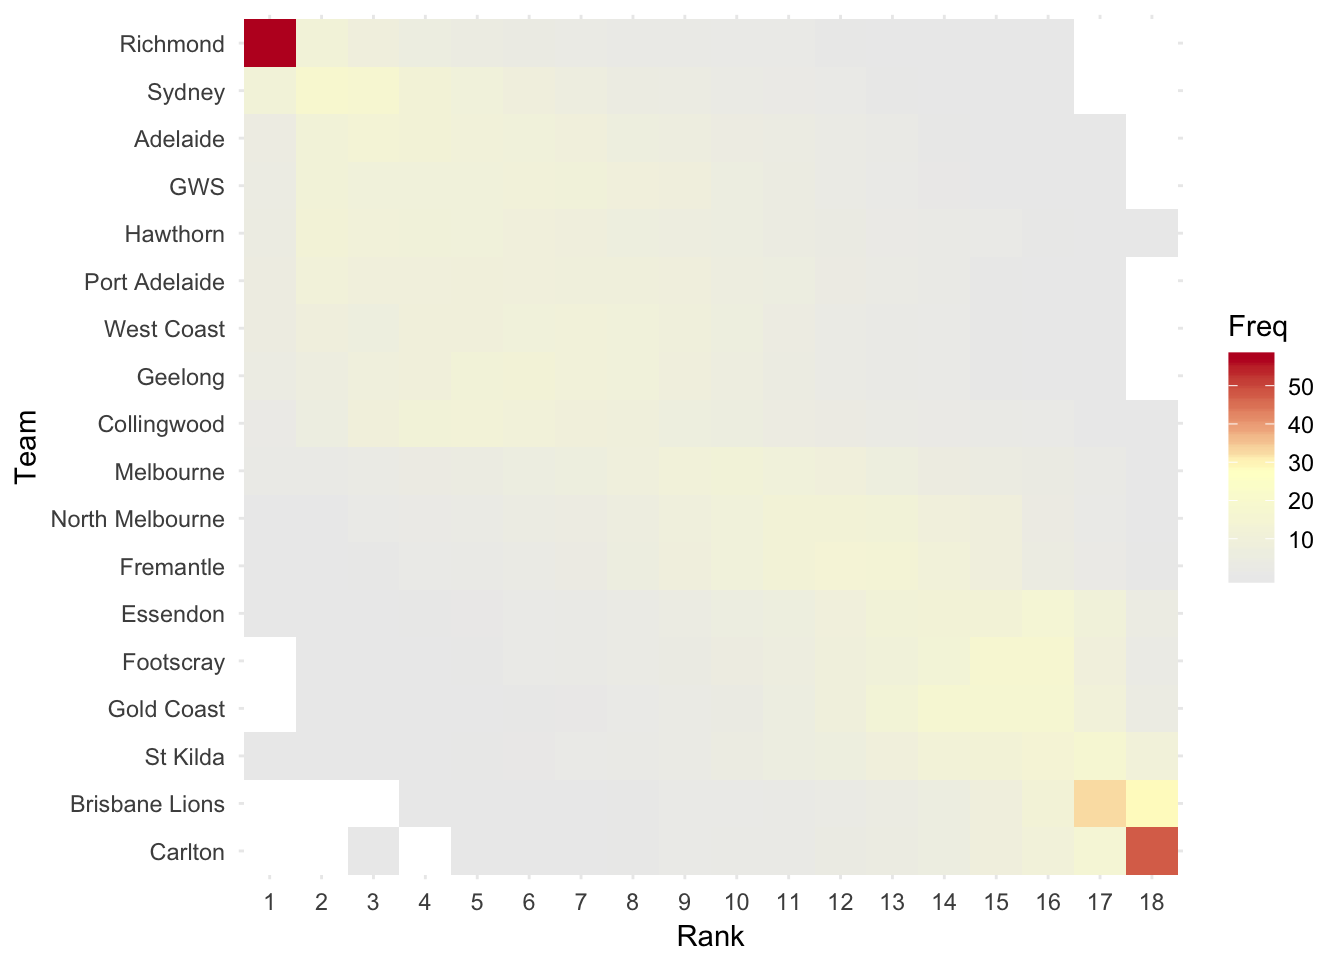 Richmond
Sydney
Adelaide
GWS
Hawthorn
Port Adelaide
West Coast
Geelong
Collingwood
Melbourne
North Melbourne
Fremantle
Essendon
Footscray
Gold Coast
St Kilda
Brisbane Lions
Carlton
Team
1 2 3 4 5 6 7 8 9 10 11 12 13 14 15 16 17 18
Rank
Freq
50
40
30
20
10